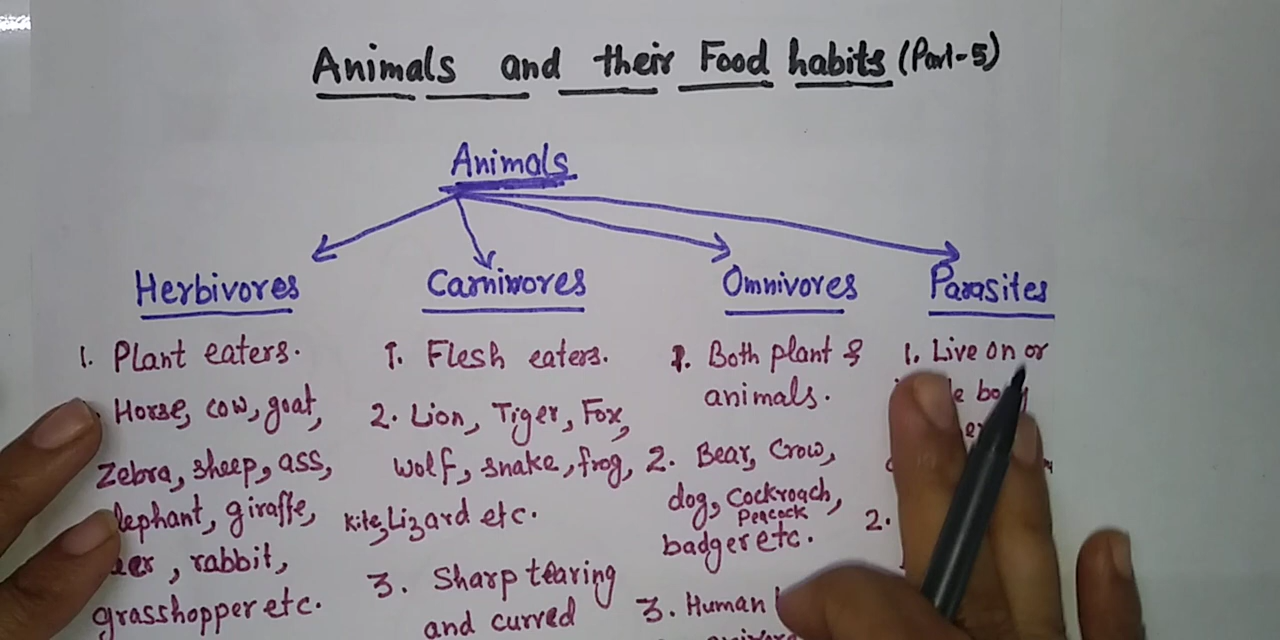 Animals and their Food habits (Part-5)
Animals
Herbivores
1. Plant eaters.
Horse, cow, goat,
Zebra, sheep, ass,
lephant, giraffe,
rabbit,
grasshopper etc.
Carnivores
1. Flesh eaters.
2. Lion, Tiger, Fox,
wolf, snake, frog,
kite, Lizard etc.
3. Sharp tearing
and curved
Omnivores
1. Both plant &
animals.
2. Bear, Crow,
dog, Cockroach,
Peacock
badger etc.
3. Human
Parasites
1. Live on or
body
2.